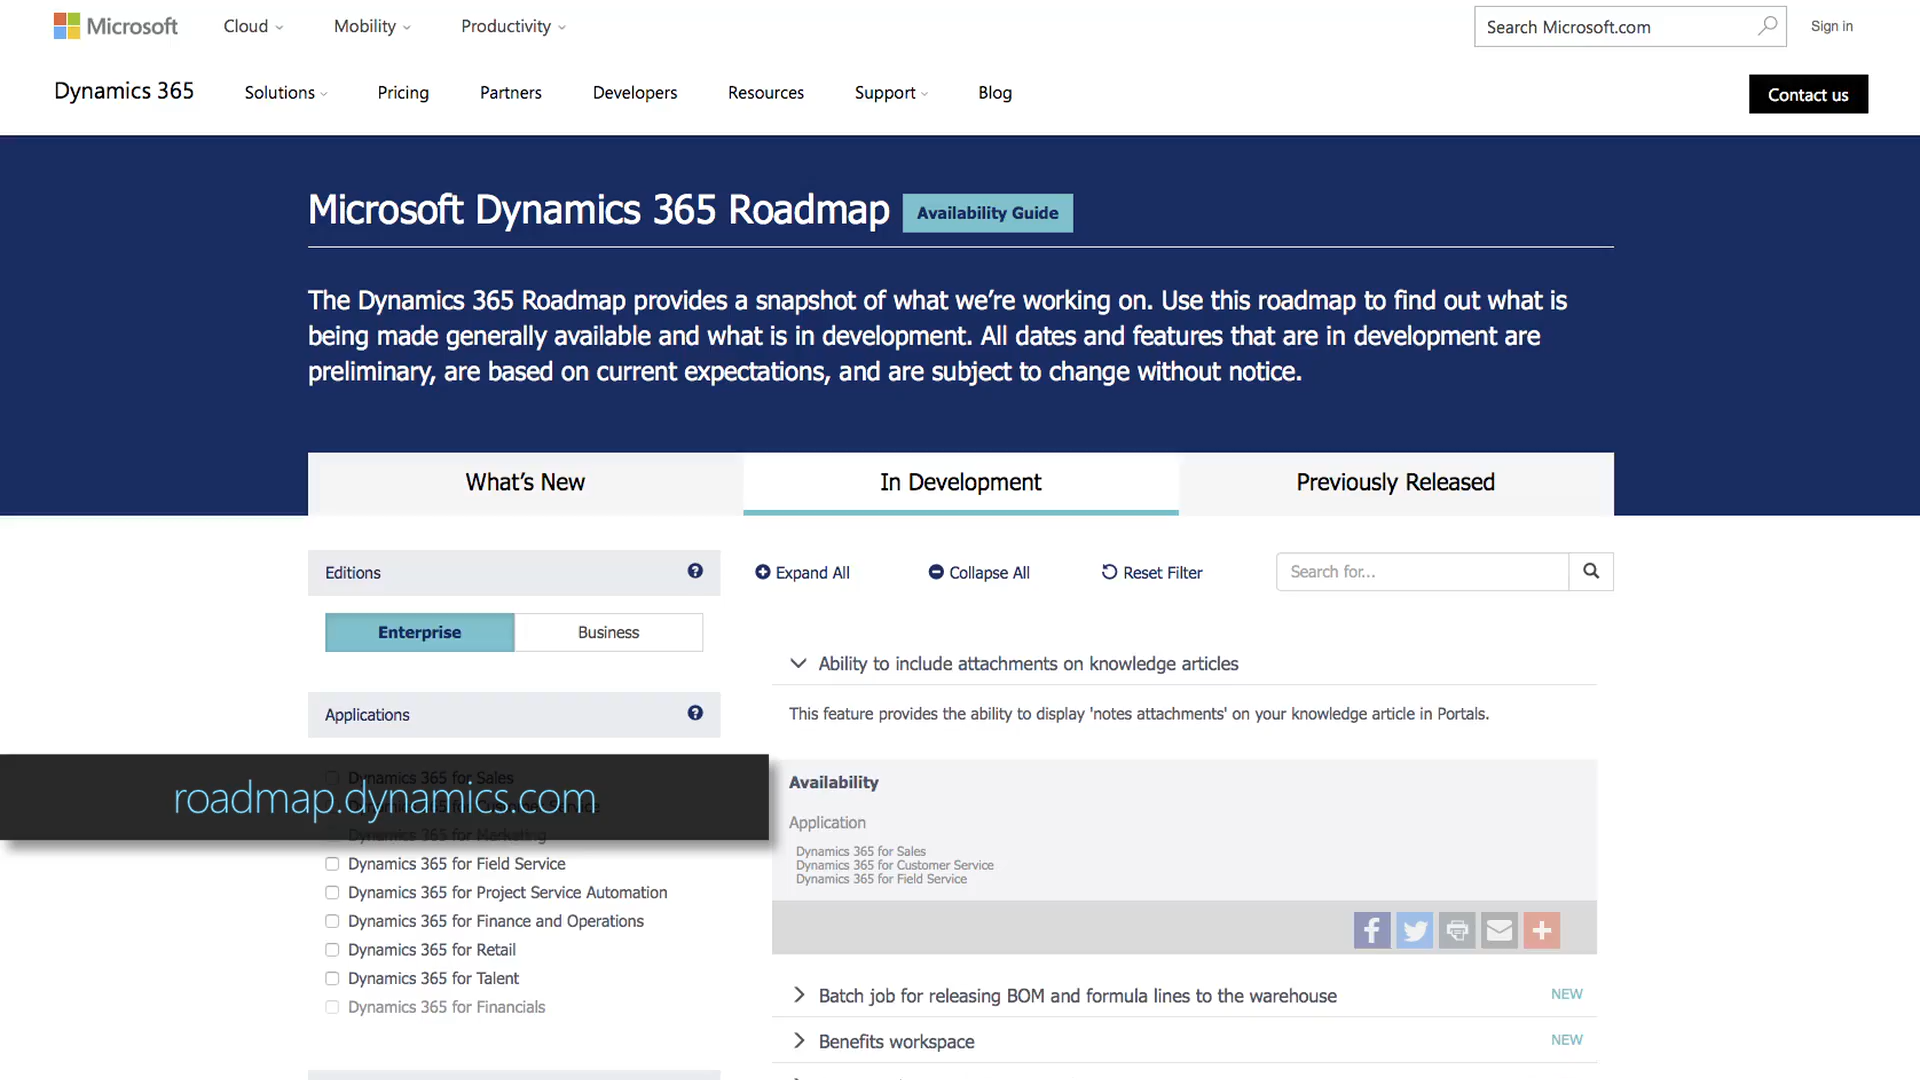 Microsoft
Cloud
Mobility
Productivity
Search Microsoft.com
Sign in
Dynamics 365
Solutions
Pricing
Partners
Developers
Resources
Support
Blog
Contact us
Microsoft Dynamics 365 Roadmap
Availability Guide
The Dynamics 365 Roadmap provides a snapshot of what we’re working on. Use this roadmap to find out what is
being made generally available and what is in development. All dates and features that are in development are
preliminary, are based on current expectations, and are subject to change without notice.
What’s New
In Development
Previously Released
Editions
Enterprise
Business
Applications
Dynamics 365 for Sales
roadmap.dynamics.com
Dynamics 365 for Marketing
Dynamics 365 for Field Service
Dynamics 365 for Project Service Automation
Dynamics 365 for Finance and Operations
Dynamics 365 for Retail
Dynamics 365 for Talent
Dynamics 365 for Financials
Expand All
Collapse All
Reset Filter
Search for...
Ability to include attachments on knowledge articles
This feature provides the ability to display 'notes attachments' on your knowledge article in Portals.
Availability
Application
Dynamics 365 for Sales
Dynamics 365 for Customer Service
Dynamics 365 for Field Service
Batch job for releasing BOM and formula lines to the warehouse
NEW
Benefits workspace
NEW